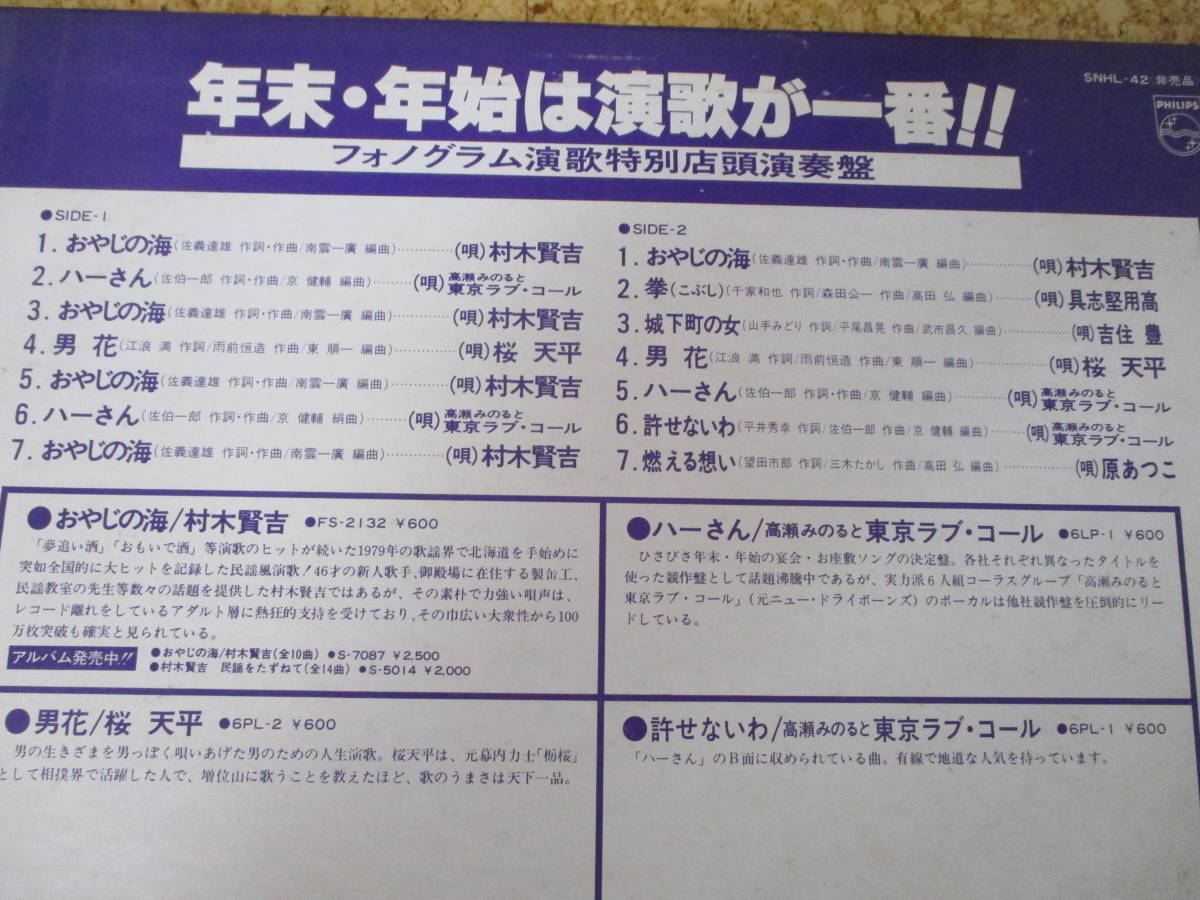 SNHL-42 非売品
PHILIPS
年末・年始は演歌が一番!!
フォノグラム演歌特別店頭演奏盤
●SIDE-1
1. おやじの海(佐義達雄 作詞・作曲/南雲一廣 編曲)…………(唄)村木賢吉
2. ハーさん(佐伯一郎 作詞・作曲/京 健輔 編曲)………(唄)高瀬みのると東京ラブ・コール
3. おやじの海(佐義達雄 作詞・作曲/南雲一廣 編曲)…………(唄)村木賢吉
4. 男 花(江浪 満 作詞/雨前恒造 作曲/東 順一 編曲)…………(唄)桜 天平
5. おやじの海(佐義達雄 作詞・作曲/南雲一廣 編曲)…………(唄)村木賢吉
6. ハーさん(佐伯一郎 作詞・作曲/京 健輔 絹曲)………(唄)高瀬みのると東京ラブ・コール
7. おやじの海(佐義達雄 作詞・作曲/南雲一廣 編曲)…………(唄)村木賢吉
●SIDE-2
1. おやじの海(佐義達雄 作詞・作曲/南雲一廣 編曲)…………(唄)村木賢吉
2. 拳(こぶし)(千家和也 作詞/森田公一 作曲/高田 弘 編曲)…………(唄)具志堅用高
3. 城下町の女(山手みどり 作詞/平尾昌晃 作曲/武市昌久 編曲)…………(唄)吉住 豊
4. 男 花(江浪 満 作詞/雨前恒造 作曲/東 順一 編曲)…………(唄)桜 天平
5. ハーさん(佐伯一郎 作詞・作曲/京 健輔 編曲)…………(唄)高瀬みのると東京ラブ・コール
6. 許せないわ(平井秀幸 作詞/佐伯一郎 作曲/京 健輔 編曲)………(唄)高瀬みのると東京ラブ・コール
7. 燃える想い(望田市郎 作詞/三木たかし 作曲/高田 弘 編曲)…………(唄)原あつこ
●おやじの海/村木賢吉 ●FS-2132 ¥600
「夢追い酒」「おもいで酒」等演歌のヒットが続いた1979年の歌謡界で北海道を手始めに
突如全国的に大ヒットを記録した民謡風演歌!46才の新人歌手、御殿場に在住する製缶工、
民謡教室の先生等数々の話題を提供した村木賢吉ではあるが、その素朴で力強い唄声は、
レコード離れをしているアダルト層に熱狂的支持を受けており、その巾広い大衆性から100
万枚突破も確実と見られている。
アルバム発売中!! ●おやじの海/村木賢吉(全10曲) ●S-7087 ¥2,500
●村木賢吉 民謡をたずねて(全14曲) ●S-5014 ¥2,000
●ハーさん/高瀬みのると東京ラブ・コール ●6LP-1 ¥600
ひさびさ年末・年始の宴会・お座敷ソングの決定盤。各社それぞれ異なったタイトルを
使った競作盤として話題沸騰中であるが、実力派6人組コーラスグループ「高瀬みのると
東京ラブ・コール」(元ニュー・ドライボーンズ)のボーカルは他社競作盤を圧倒的にリー
ドしている。
●男花/桜 天平 ●6PL-2 ¥600
男の生きざまを男っぽく唄いあげた男のための人生演歌。桜天平は、元幕内力士「栃桜」
として相撲界で活躍した人で、増位山に歌うことを教えたほど、歌のうまさは天下一品。
●許せないわ/高瀬みのると東京ラブ・コール ●6PL-1 ¥600
「ハーさん」のB面に収められている曲。有線で地道な人気を持っています。